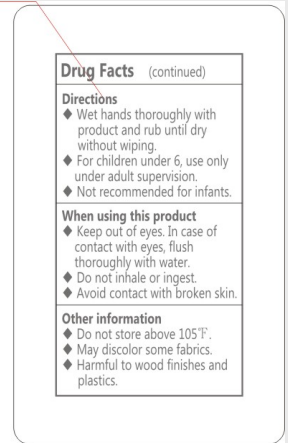 Drug Facts (continued)
Directions
◆ Wet hands thoroughly with
product and rub until dry
without wiping.
◆ For children under 6, use only
under adult supervision.
◆ Not recommended for infants.
When using this product
◆ Keep out of eyes. In case of
contact with eyes, flush
thoroughly with water.
◆ Do not inhale or ingest.
◆ Avoid contact with broken skin.
Other information
◆ Do not store above 105℉.
◆ May discolor some fabrics.
◆ Harmful to wood finishes and
plastics.